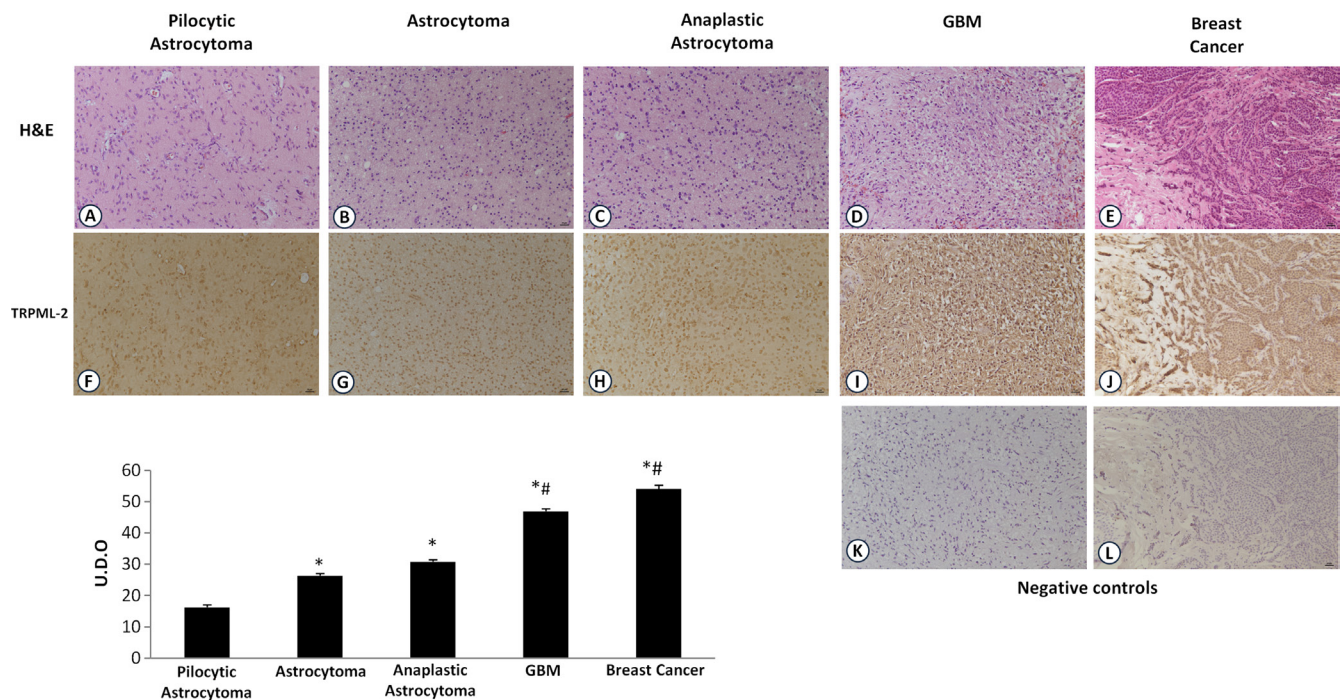 Pilocytic
Astrocytoma
Astrocytoma
Anaplastic
Astrocytoma
GBM
Breast
Cancer
H&E
A
B
C
D
E
TRPML-2
F
G
H
I
J
K
L
Negative controls
60
50
40
30
20
10
0
U.D.O
*
*
*#
*#
Pilocytic
Astrocytoma
Astrocytoma
Anaplastic
Astrocytoma
GBM
Breast Cancer